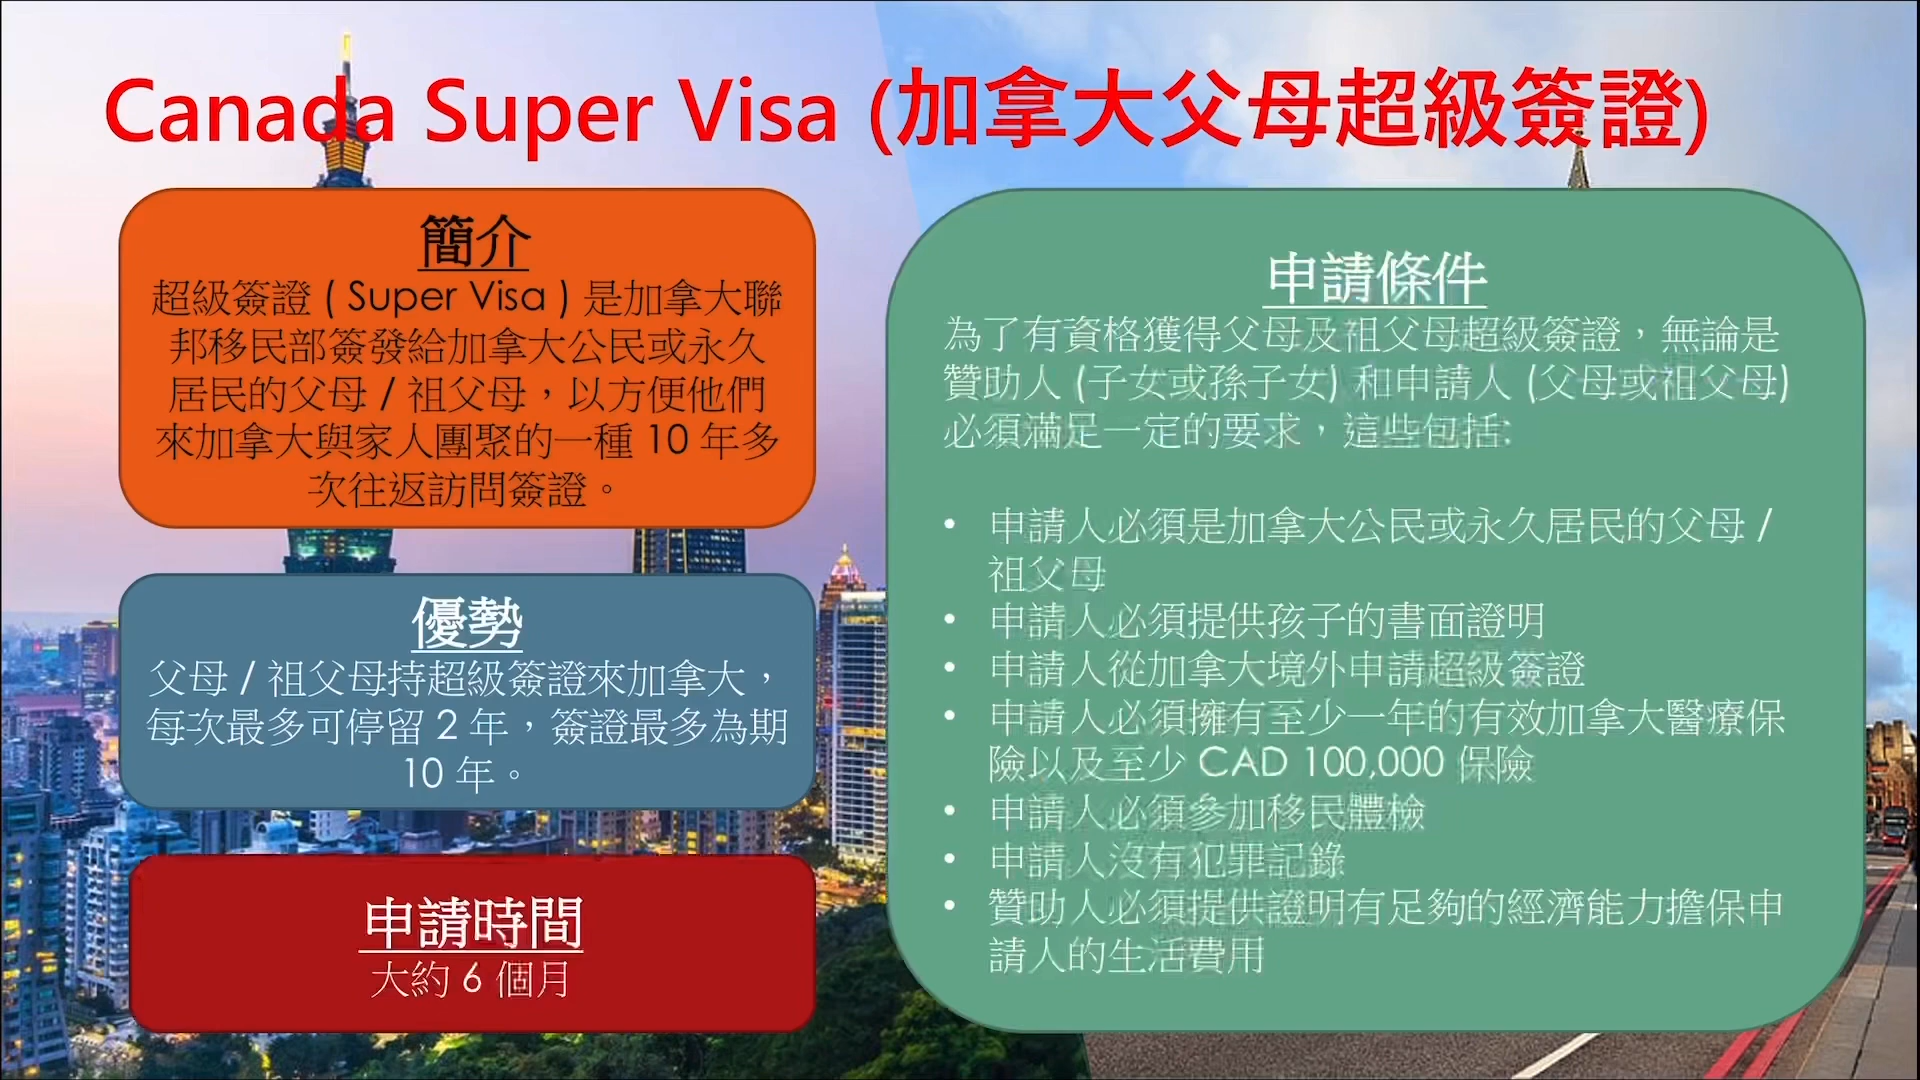 Canada Super Visa (加拿大父母超級簽證)
簡介
超級簽證 ( Super Visa ) 是加拿大聯
邦移民部簽發給加拿大公民或永久
居民的父母 / 祖父母，以方便他們
來加拿大與家人團聚的一種 10 年多
次往返訪問簽證。
優勢
父母 / 祖父母持超級簽證來加拿大，
每次最多可停留 2 年，簽證最多為期
10 年。
申請時間
大約 6 個月
申請條件
為了有資格獲得父母及祖父母超級簽證，無論是
贊助人 (子女或孫子女) 和申請人 (父母或祖父母)
必須滿足一定的要求，這些包括:
• 申請人必須是加拿大公民或永久居民的父母 /
祖父母
• 申請人必須提供孩子的書面證明
• 申請人從加拿大境外申請超級簽證
• 申請人必須擁有至少一年的有效加拿大醫療保
險以及至少 CAD 100,000 保險
• 申請人必須參加移民體檢
• 申請人沒有犯罪記錄
• 贊助人必須提供證明有足夠的經濟能力擔保申
請人的生活費用